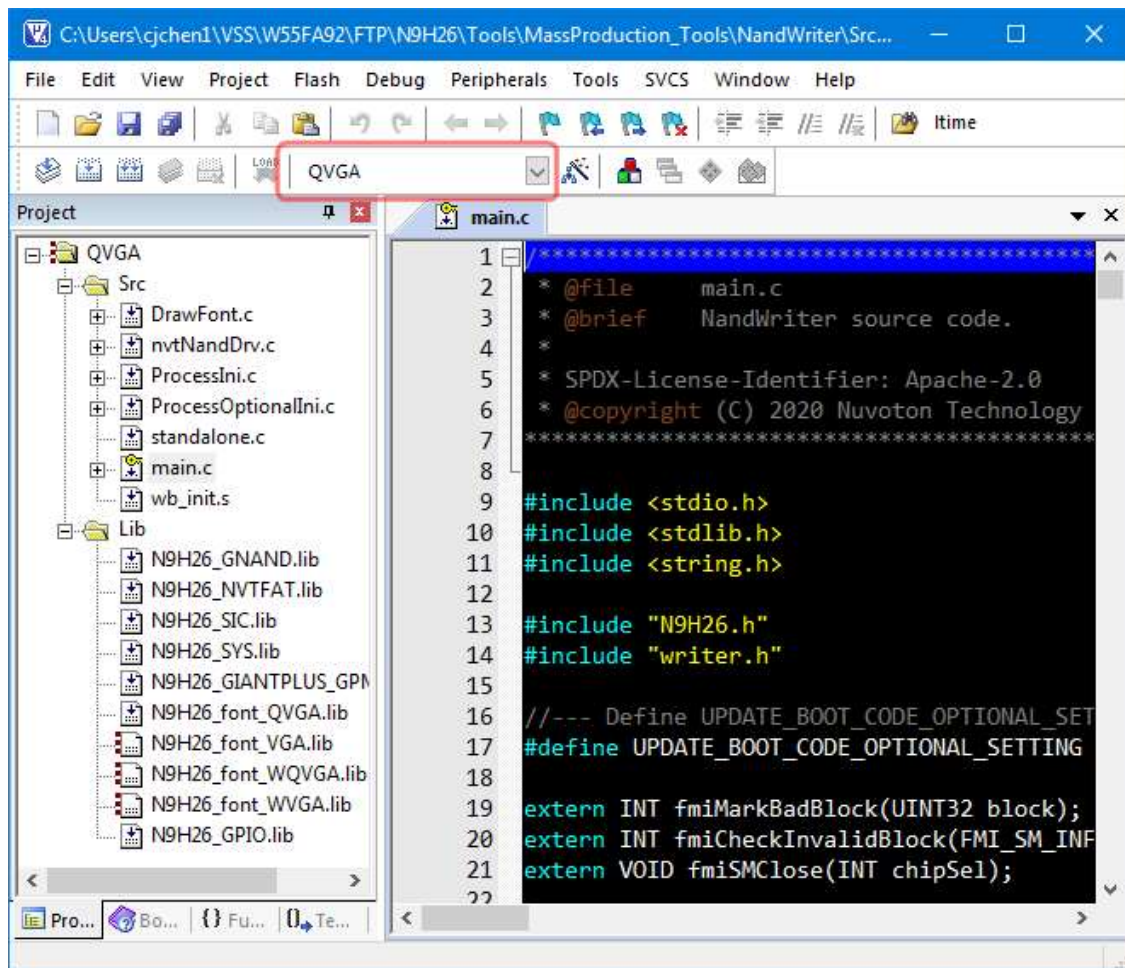 C:\Users\cjchen1\VSS\W55FA92\FTP\N9H26\Tools\MassProduction_Tools\NandWriter\Src...
File Edit View Project Flash Debug Peripherals Tools SVCS Window Help
Itime
LOAD QVGA
Project
main.c
QVGA
Src
DrawFont.c
nvtNandDrv.c
ProcessIni.c
ProcessOptionalIni.c
standalone.c
main.c
wb_init.s
Lib
N9H26_GNAND.lib
N9H26_NVTFAT.lib
N9H26_SIC.lib
N9H26_SYS.lib
N9H26_GIANTPLUS_GPM
N9H26_font_QVGA.lib
N9H26_font_VGA.lib
N9H26_font_WQVGA.lib
N9H26_font_WVGA.lib
N9H26_GPIO.lib
Pro... Bo... {} Fu... 0→ Te...
1 /******************************************
2 * @file main.c
3 * @brief NandWriter source code.
4 *
5 * SPDX-License-Identifier: Apache-2.0
6 * @copyright (C) 2020 Nuvoton Technology
7 ******************************************
8
9 #include <stdio.h>
10 #include <stdlib.h>
11 #include <string.h>
12
13 #include "N9H26.h"
14 #include "writer.h"
15
16 //--- Define UPDATE_BOOT_CODE_OPTIONAL_SET
17 #define UPDATE_BOOT_CODE_OPTIONAL_SETTING
18
19 extern INT fmiMarkBadBlock(UINT32 block);
20 extern INT fmiCheckInvalidBlock(FMI_SM_INF
21 extern VOID fmiSMClose(INT chipSel);
22